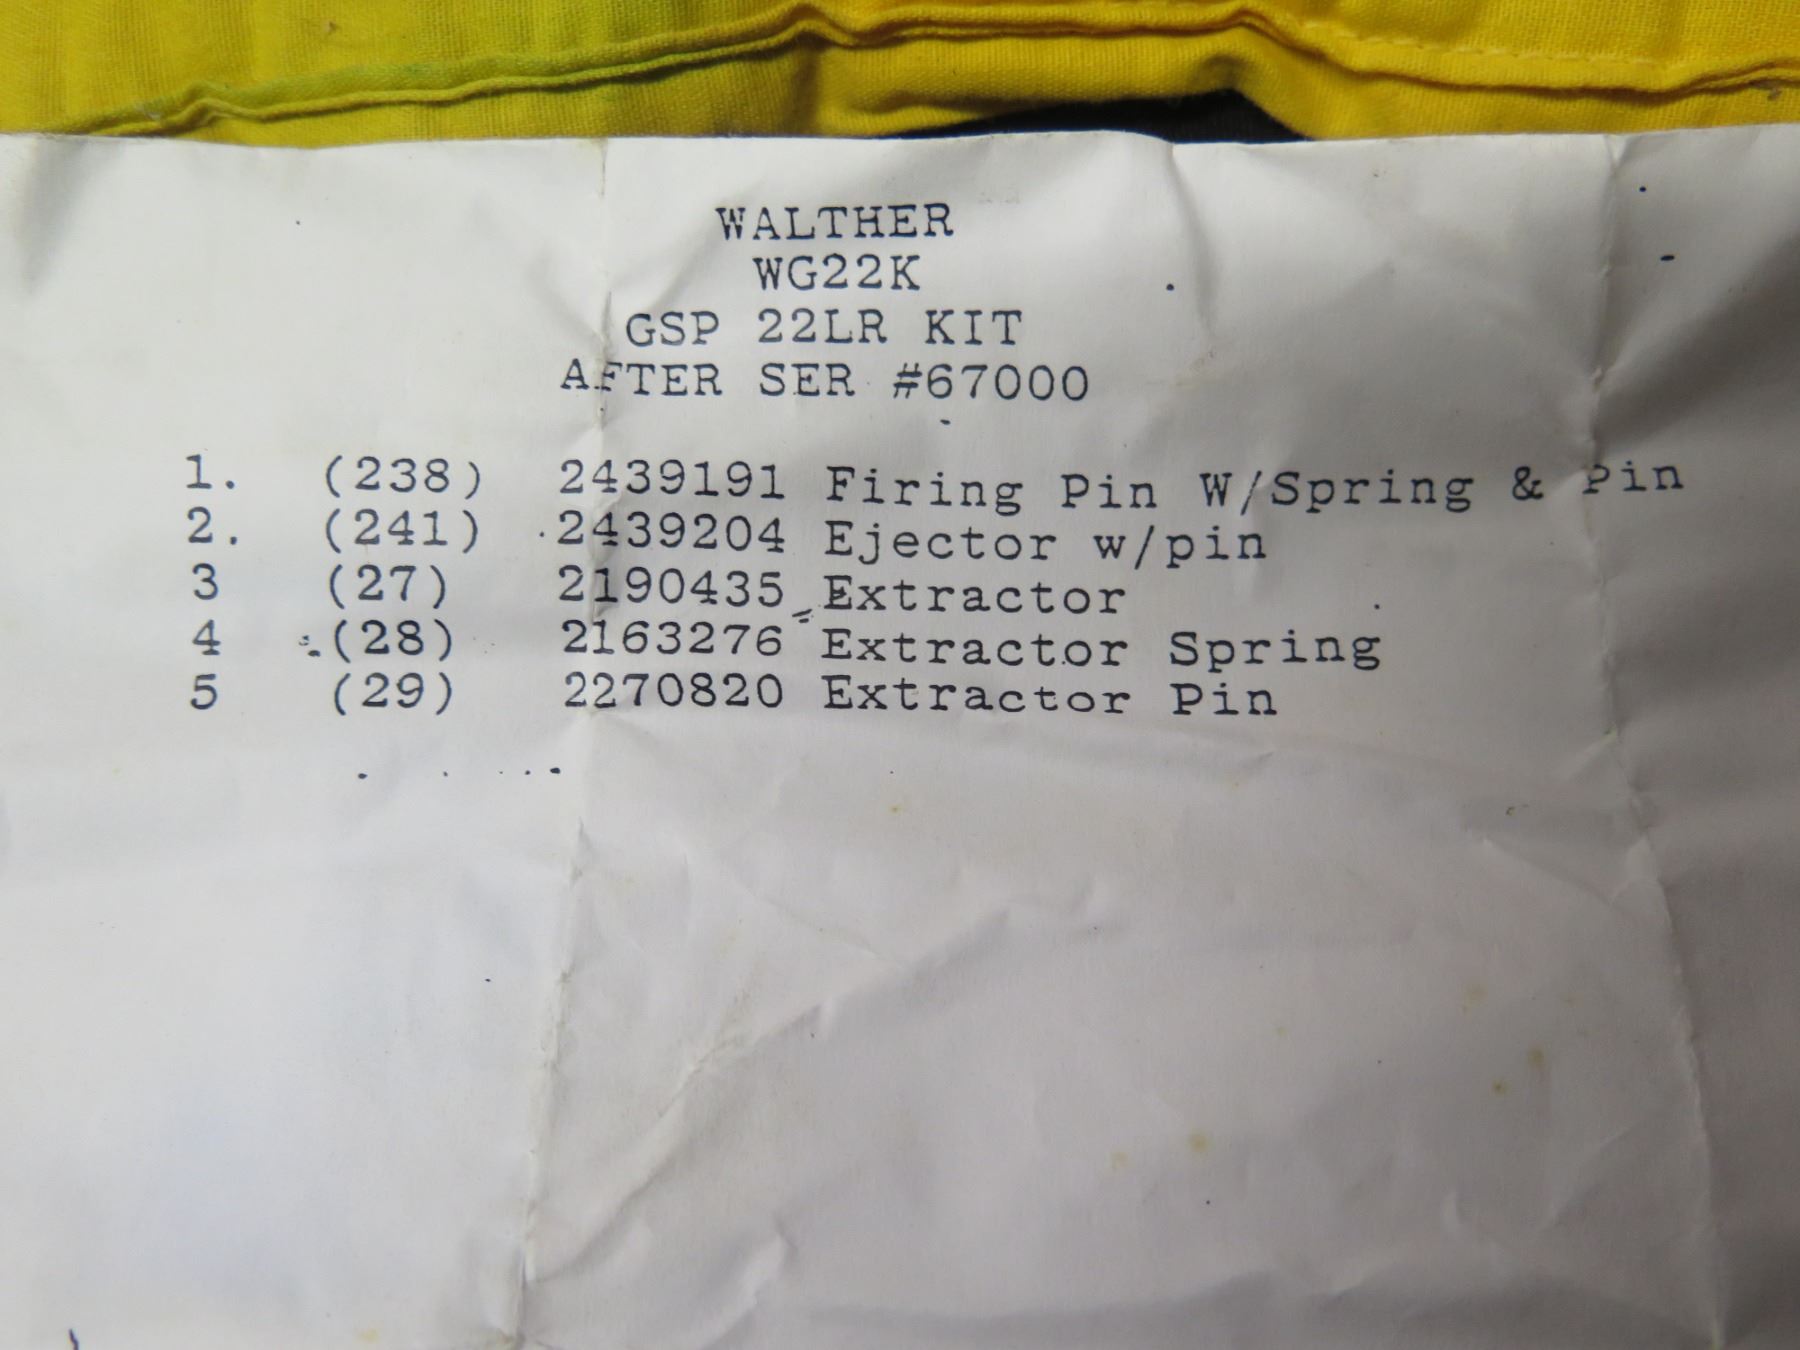 WALTHER
WG22K
GSP 22LR KIT
AFTER SER #67000
1. (238) 2439191 Firing Pin W/Spring & Pin
2. (241) 2439204 Ejector w/pin
3 (27) 2190435 Extractor
4 (28) 2163276 Extractor Spring
5 (29) 2270820 Extractor Pin